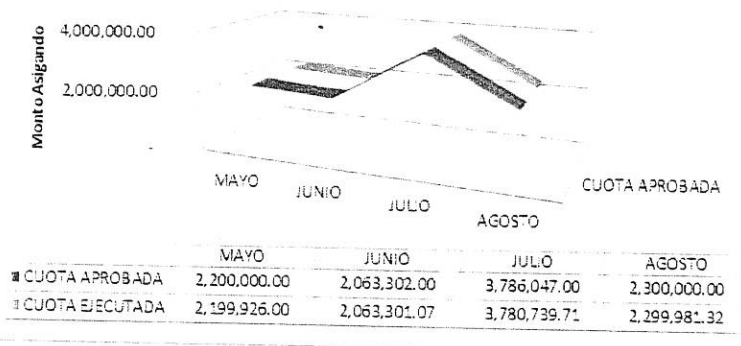 Monto Asigando
4,000,000.00
2,000,000.00
-
MAYO
JUNIO
JULIO
AGOSTO
CUOTA APROBADA
MAYO JUNIO JULIO AGOSTO
CUOTA APROBADA 2,200,000.00 2,063,302.00 3,786,047.00 2,300,000.00
CUOTA EJECUTADA 2,199,926.00 2,063,301.07 3,780,739.71 2,299,981.32